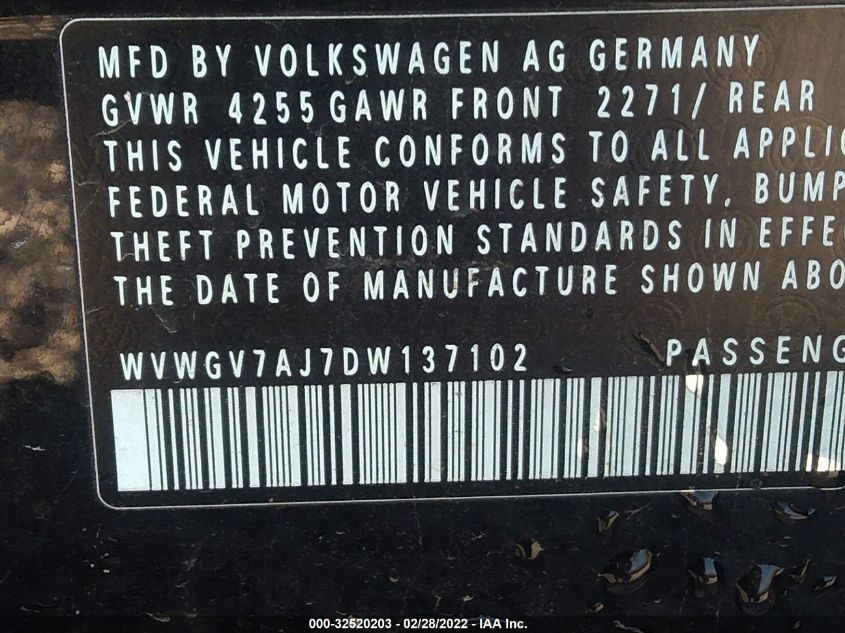 MFD BY VOLKSWAGEN AG GERMANY
GVWR 4255 GAWR FRONT 2271/ REAR
THIS VEHICLE CONFORMS TO ALL APPLIC
FEDERAL MOTOR VEHICLE SAFETY, BUMP
THEFT PREVENTION STANDARDS IN EFFEC
THE DATE OF MANUFACTURE SHOWN ABO
WVWGV7AJ7DW137102 PASSENG
000-32520203 - 02/28/2022 - IAA Inc.